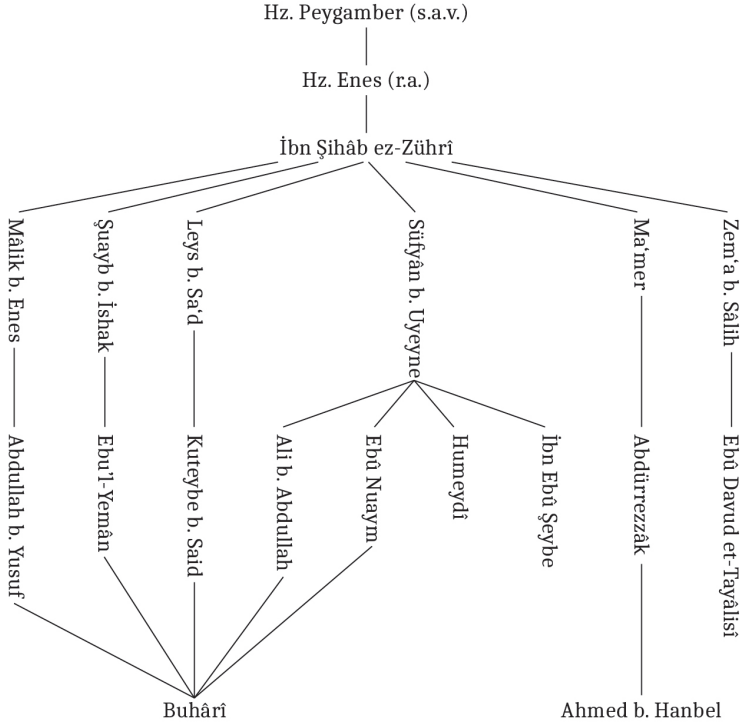 Hz. Peygamber (s.a.v.)
Hz. Enes (r.a.)
İbn Şihâb ez-Zührî
Mâlik b. Enes
Şuayb b. İshak
Leys b. Sa‘d
Süfyân b. Uyeyne
Ma‘mer
Zem‘a b. Sâlih
Abdullah b. Yusuf
Ebu’l-Yemân
Kuteybe b. Said
Ali b. Abdullah
Ebû Nuaym
Humeydî
İbn Ebû Şeybe
Abdürrezzâk
Ebû Davud et-Tayâlisî
Buhârî
Ahmed b. Hanbel